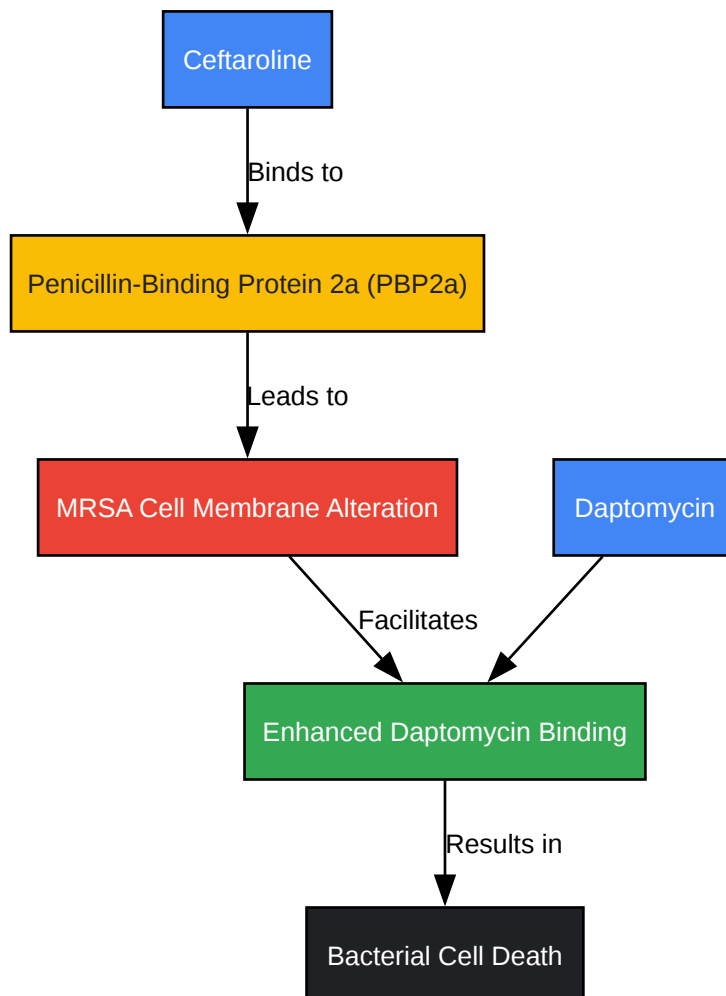 Ceftaroline
Binds to
Penicillin-Binding Protein 2a (PBP2a)
Leads to
MRSA Cell Membrane Alteration
Daptomycin
Facilitates
Enhanced Daptomycin Binding
Results in
Bacterial Cell Death